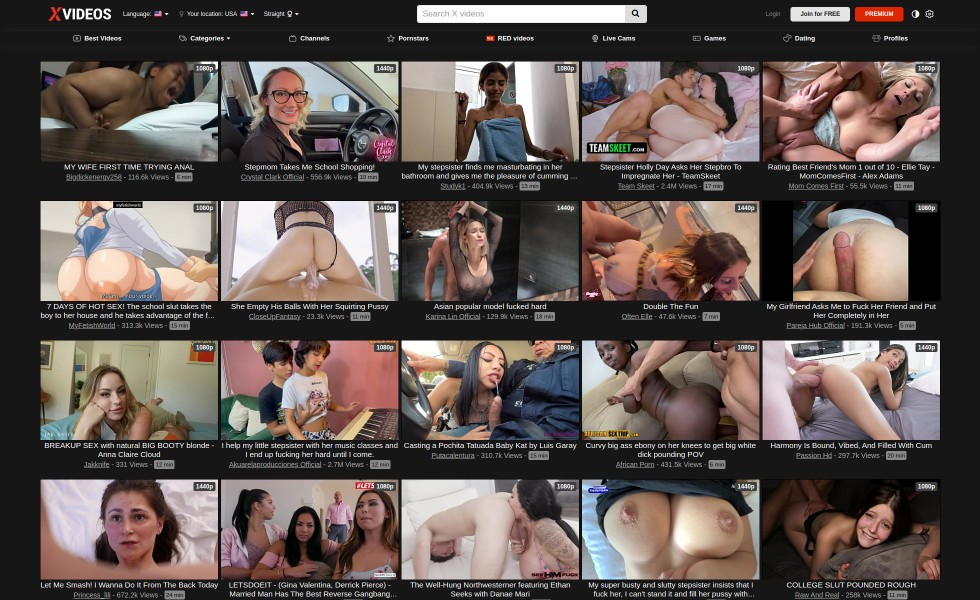 XVIDEOS
Language:
Your location: USA
Straight
Search X videos
Login
Join for FREE
PREMIUM
Best Videos
Categories
Channels
Pornstars
RED videos
Live Cams
Games
Dating
Profiles
1080p
1440p
1080p
1080p
1080p
Crystal Clark
TEAMSKEET.COM
MY WIFE FIRST TIME TRYING ANAL
Bigdickenergy258 - 116.6k Views - 6 min
Stepmom Takes Me School Shopping!
Crystal Clark Official - 556.9k Views - 10 min
My stepsister finds me masturbating in her
bathroom and gives me the pleasure of cumming ...
Studyk1 - 404.9k Views - 13 min
Stepsister Holly Day Asks Her Stepbro To
Impregnate Her - TeamSkeet
Team Skeet - 2.4M Views - 17 min
Rating Best Friend's Mom 1 out of 10 - Ellie Tay -
MomComesFirst - Alex Adams
Mom Comes First - 55.5k Views - 11 min
myfetishworld
1080p
1440p
1440p
1440p
1080p
7 DAYS OF HOT SEX! The school slut takes the
boy to her house and he takes advantage of the f...
MyFetishWorld - 313.3k Views - 15 min
She Empty His Balls With Her Squirting Pussy
CloseUpFantasy - 23.3k Views - 11 min
Asian popular model fucked hard
Karina Lin Official - 129.9k Views - 18 min
Double The Fun
Often Elle - 47.6k Views - 7 min
My Girlfriend Asks Me to Fuck Her Friend and Put
Her Completely in Her
Pareja Hub Official - 191.3k Views - 5 min
1080p
1080p
1080p
1080p
1440p
BREAKUP SEX with natural BIG BOOTY blonde -
Anna Claire Cloud
Jakknife - 331 Views - 12 min
I help my little stepsister with her music classes and
I end up fucking her hard until I come.
Akuarelaproducciones Official - 2.7M Views - 12 min
Casting a Pochita Tatuada Baby Kat by Luis Garay
Putacalentura - 310.7k Views - 15 min
Curvy big ass ebony on her knees to get big white
dick pounding POV
African Porn - 431.5k Views - 6 min
Harmony Is Bound, Vibed, And Filled With Cum
Passion Hd - 297.7k Views - 20 min
1440p
#LETS
1080p
1080p
1440p
1080p
SEE HIM FUCK
Let Me Smash! I Wanna Do It From The Back Today
Princess_lili - 672.2k Views - 24 min
LETSDOEIT - (Gina Valentina, Derrick Pierce) -
Married Man Has The Best Reverse Gangbang...
The Well-Hung Northwesterner featuring Ethan
Seeks with Danae Mari
My super busty and slutty stepsister insists that I
fuck her, I can't stand it and fill her pussy with...
COLLEGE SLUT POUNDED ROUGH
Raw And Real - 258k Views - 11 min